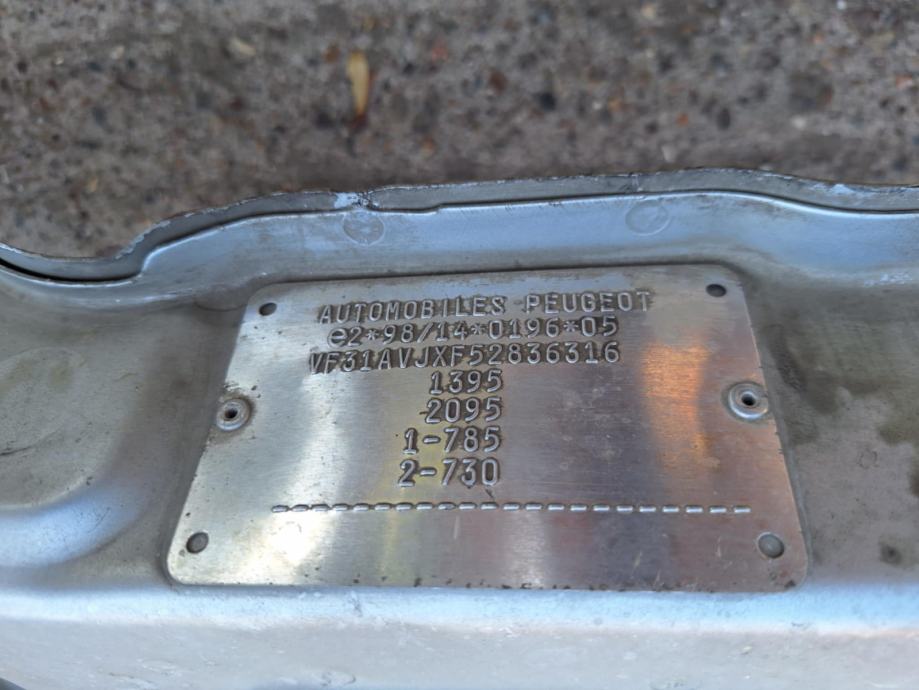 AUTOMOBILES PEUGEOT
e2*98/14*0196*05
VF31AVJXF52836316
1395
2095
1-785
2-730